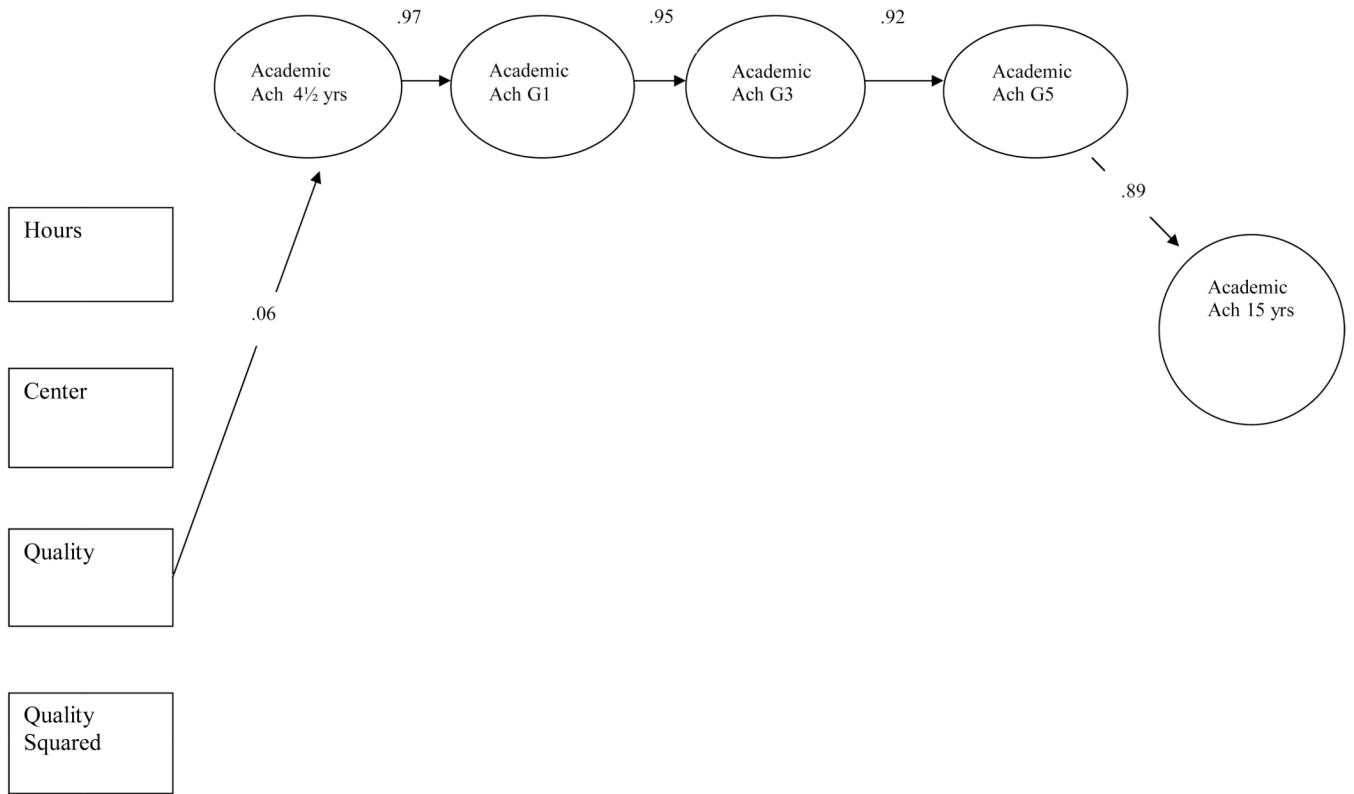 .97
.95
.92
Academic
Ach 4½ yrs
Academic
Ach G1
Academic
Ach G3
Academic
Ach G5
.89
Hours
Academic
Ach 15 yrs
.06
Center
Quality
Quality
Squared